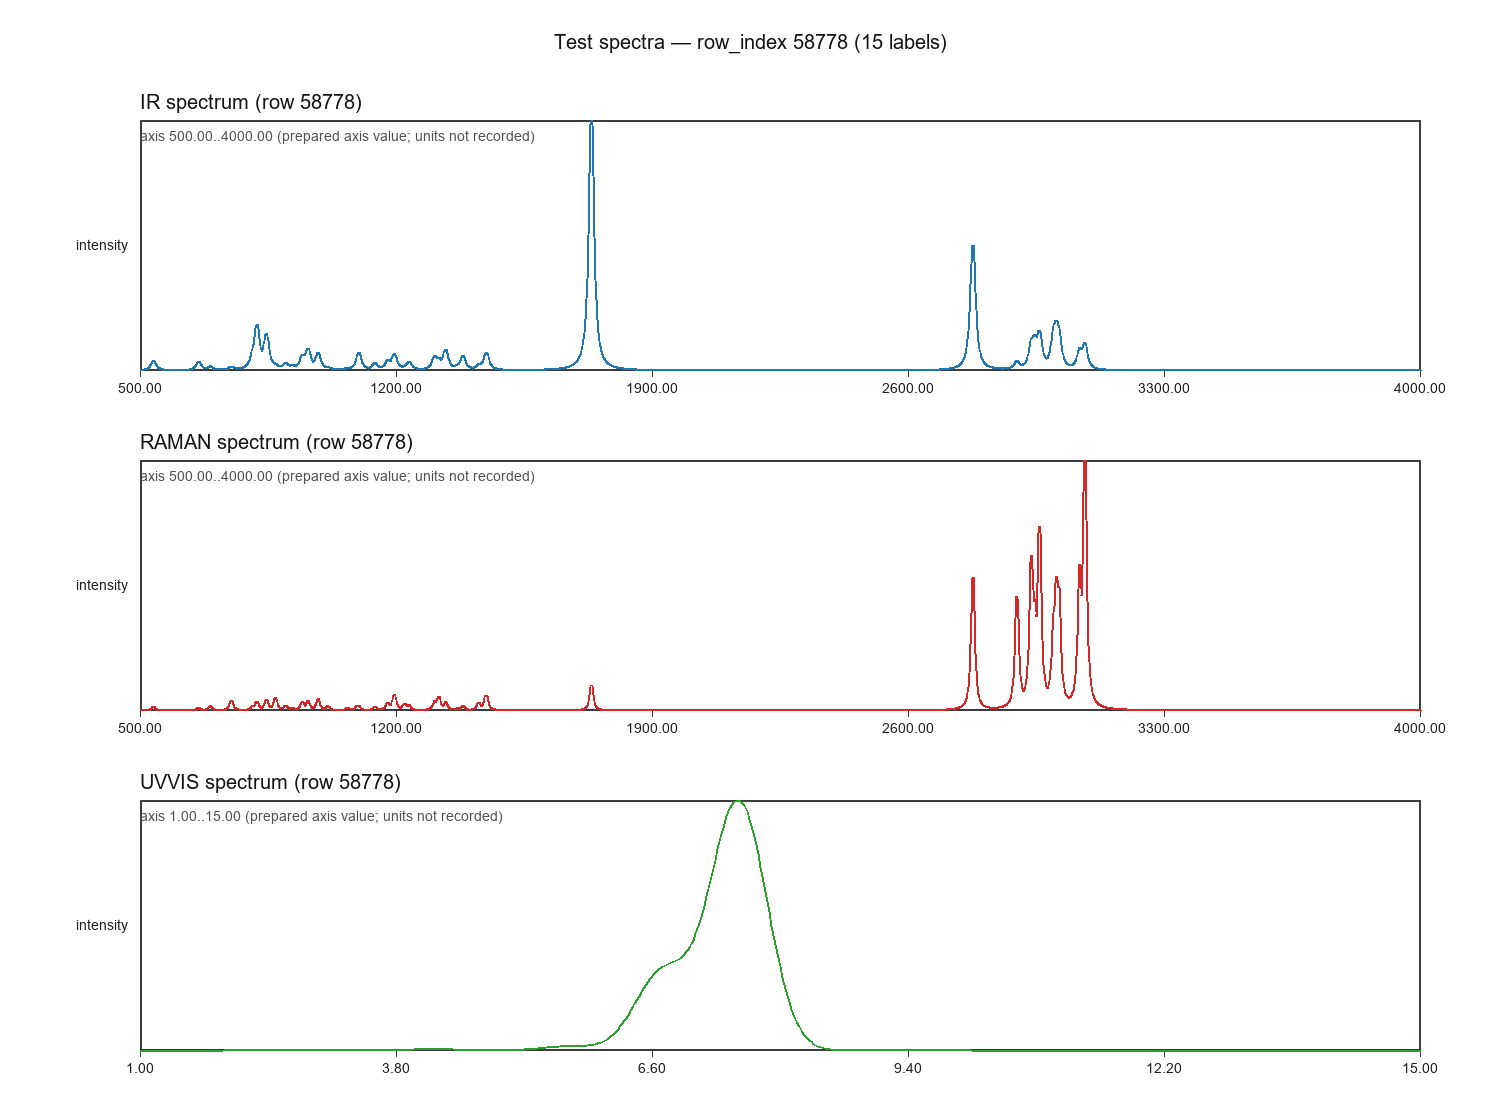 Test spectra — row_index 58778 (15 labels)
IR spectrum (row 58778)
axis 500.00..4000.00 (prepared axis value; units not recorded)
intensity
500.00 1200.00 1900.00 2600.00 3300.00 4000.00
RAMAN spectrum (row 58778)
axis 500.00..4000.00 (prepared axis value; units not recorded)
intensity
500.00 1200.00 1900.00 2600.00 3300.00 4000.00
UVVIS spectrum (row 58778)
axis 1.00..15.00 (prepared axis value; units not recorded)
intensity
1.00 3.80 6.60 9.40 12.20 15.00